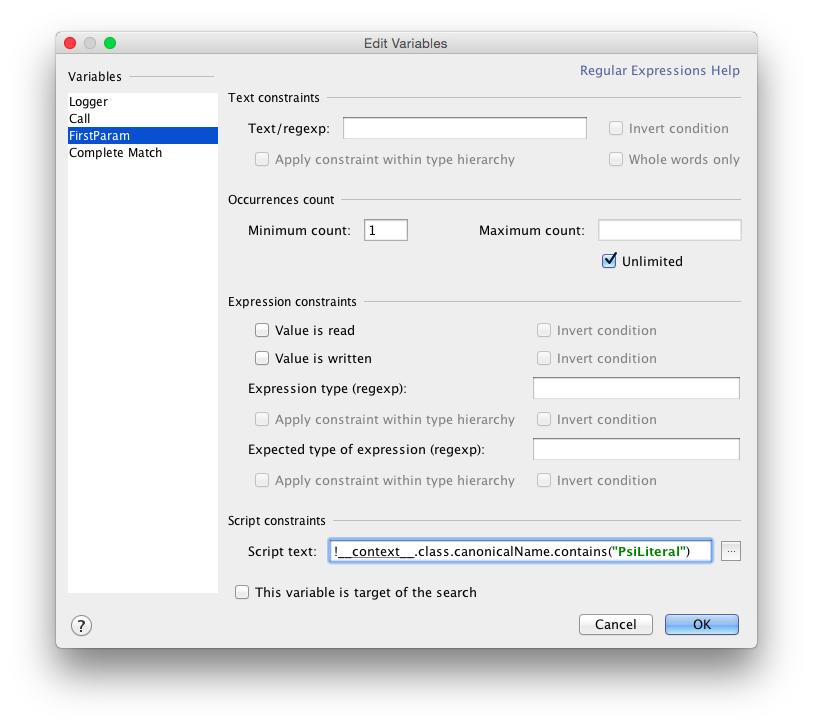 Edit Variables
Variables
Regular Expressions Help
Logger
Call
FirstParam
Complete Match
Text constraints
Text/regexp:
Invert condition
Apply constraint within type hierarchy
Whole words only
Occurrences count
Minimum count: 1
Maximum count:
Unlimited
Expression constraints
Value is read
Invert condition
Value is written
Invert condition
Expression type (regexp):
Apply constraint within type hierarchy
Invert condition
Expected type of expression (regexp):
Apply constraint within type hierarchy
Invert condition
Script constraints
Script text: !__context__.class.canonicalName.contains("PsiLiteral") ...
This variable is target of the search
?
Cancel
OK